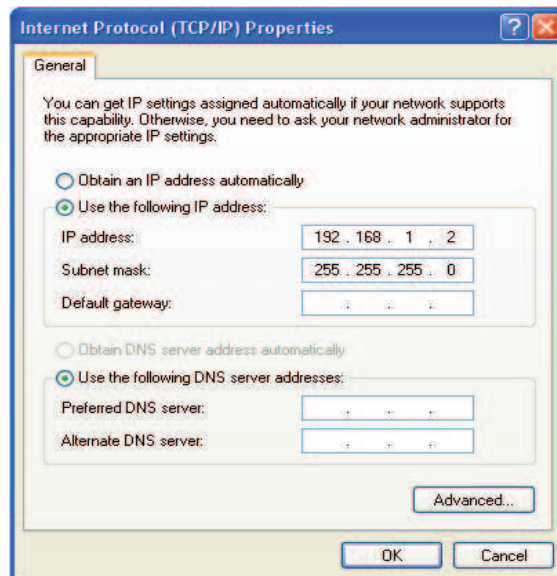 Internet Protocol (TCP/IP) Properties
General
You can get IP settings assigned automatically if your network supports
this capability. Otherwise, you need to ask your network administrator for
the appropriate IP settings.
Obtain an IP address automatically
Use the following IP address:
IP address: 192 . 168 . 1 . 2
Subnet mask: 255 . 255 . 255 . 0
Default gateway: . . .
Obtain DNS server address automatically
Use the following DNS server addresses:
Preferred DNS server: . . .
Alternate DNS server: . . .
Advanced...
OK Cancel